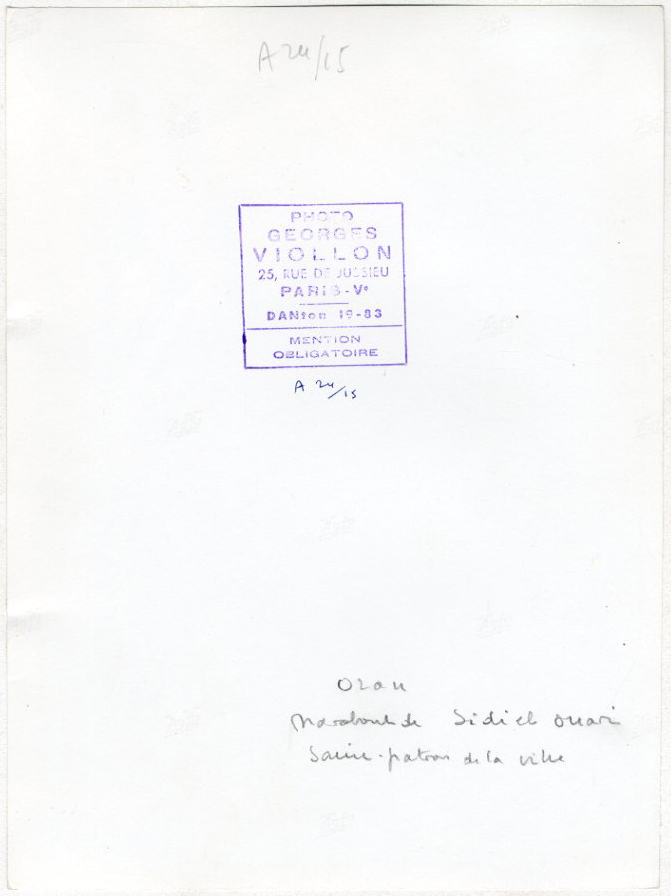 A 24/15
PHOTO
GEORGES
VIOLLON
25, RUE DE JUSSIEU
PARIS-Vᵉ
DANton 19-83
MENTION
OBLIGATOIRE
A 24/15
Oran
Marabout de Sidi el Ouari
Saint-patron de la ville